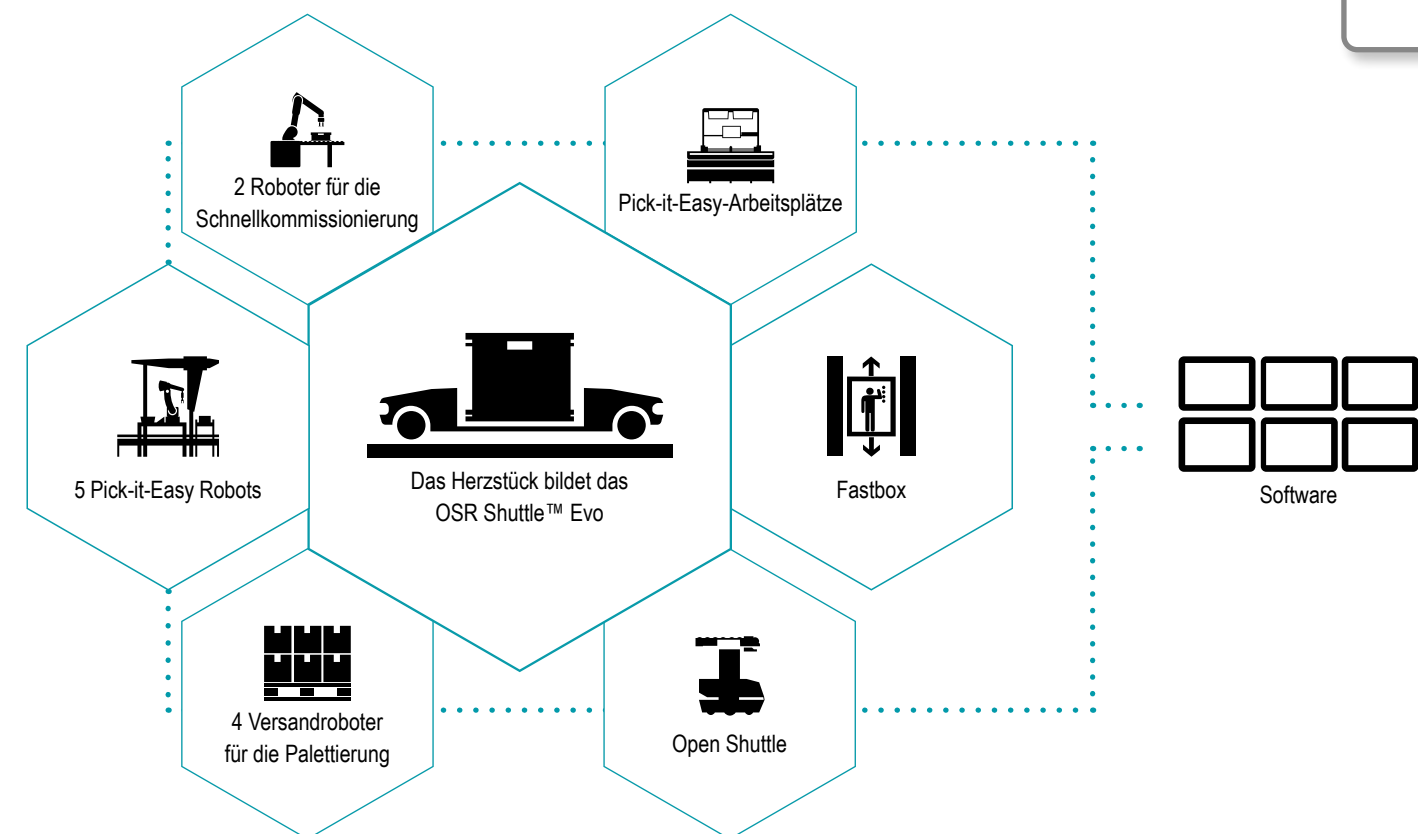 2 Roboter für die
Schnellkommissionierung
Pick-it-Easy-Arbeitsplätze
5 Pick-it-Easy Robots
Das Herzstück bildet das
OSR Shuttle™ Evo
Fastbox
Software
4 Versandroboter
für die Palettierung
Open Shuttle